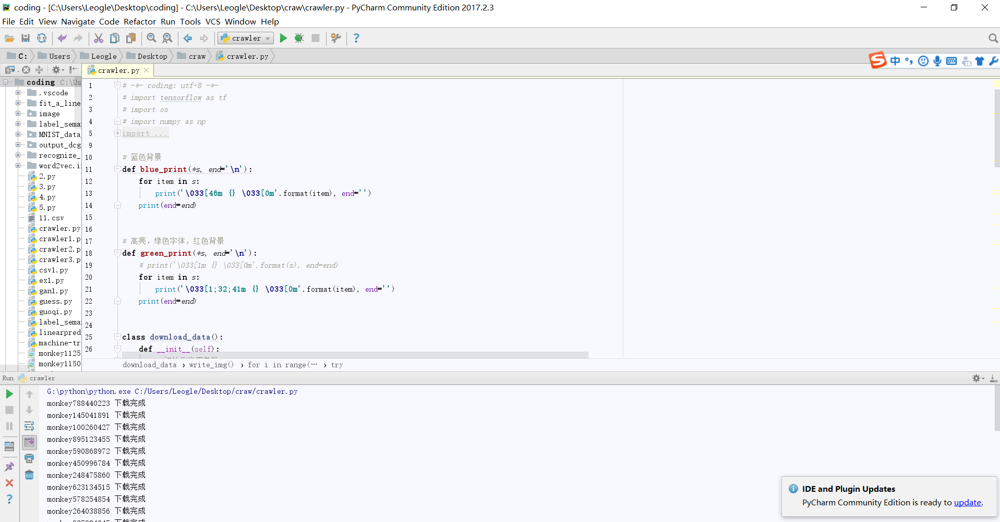 coding - [C:\Users\Leogle\Desktop\coding] - C:\Users\Leogle\Desktop\craw\crawler.py - PyCharm Community Edition 2017.2.3
File Edit View Navigate Code Refactor Run Tools VCS Window Help
crawler
C: Users Leogle Desktop craw crawler.py
中
crawler.py
coding C:\Us
.vscode
fit_a_line
image
label_sema
MNIST_data
output_dcg
recognize_
word2vec.i
2.py
3.py
4.py
5.py
11.csv
crawler.py
crawler1.p
crawler2.p
crawler3.p
csv1.py
ex1.py
gan1.py
guess.py
guoqi.py
label_sema
linearpred
machine-tr
monkey1125
monkey1150
1 # -*- coding: utf-8 -*-
2 # import tensorflow as tf
3 # import os
4 # import numpy as np
5 import ...
9
10 # 蓝色背景
11 def blue_print(*s, end='\n'):
12 for item in s:
13 print('\033[46m {} \033[0m'.format(item), end='')
14 print(end=end)
15
16
17 # 高亮，绿色字体，红色背景
18 def green_print(*s, end='\n'):
19 # print('\033[1m {} \033[0m'.format(s), end=end)
20 for item in s:
21 print('\033[1;32;41m {} \033[0m'.format(item), end='')
22 print(end=end)
23
24
25 class download_data():
26 def __init__(self):
download_data › write_img() › for i in range(… › try
Run crawler
G:\python\python.exe C:/Users/Leogle/Desktop/craw/crawler.py
monkey788440223 下载完成
monkey145041891 下载完成
monkey100260427 下载完成
monkey895123455 下载完成
monkey590868972 下载完成
monkey450996784 下载完成
monkey248475860 下载完成
monkey623134515 下载完成
monkey578254854 下载完成
monkey264038856 下载完成
IDE and Plugin Updates
PyCharm Community Edition is ready to update.